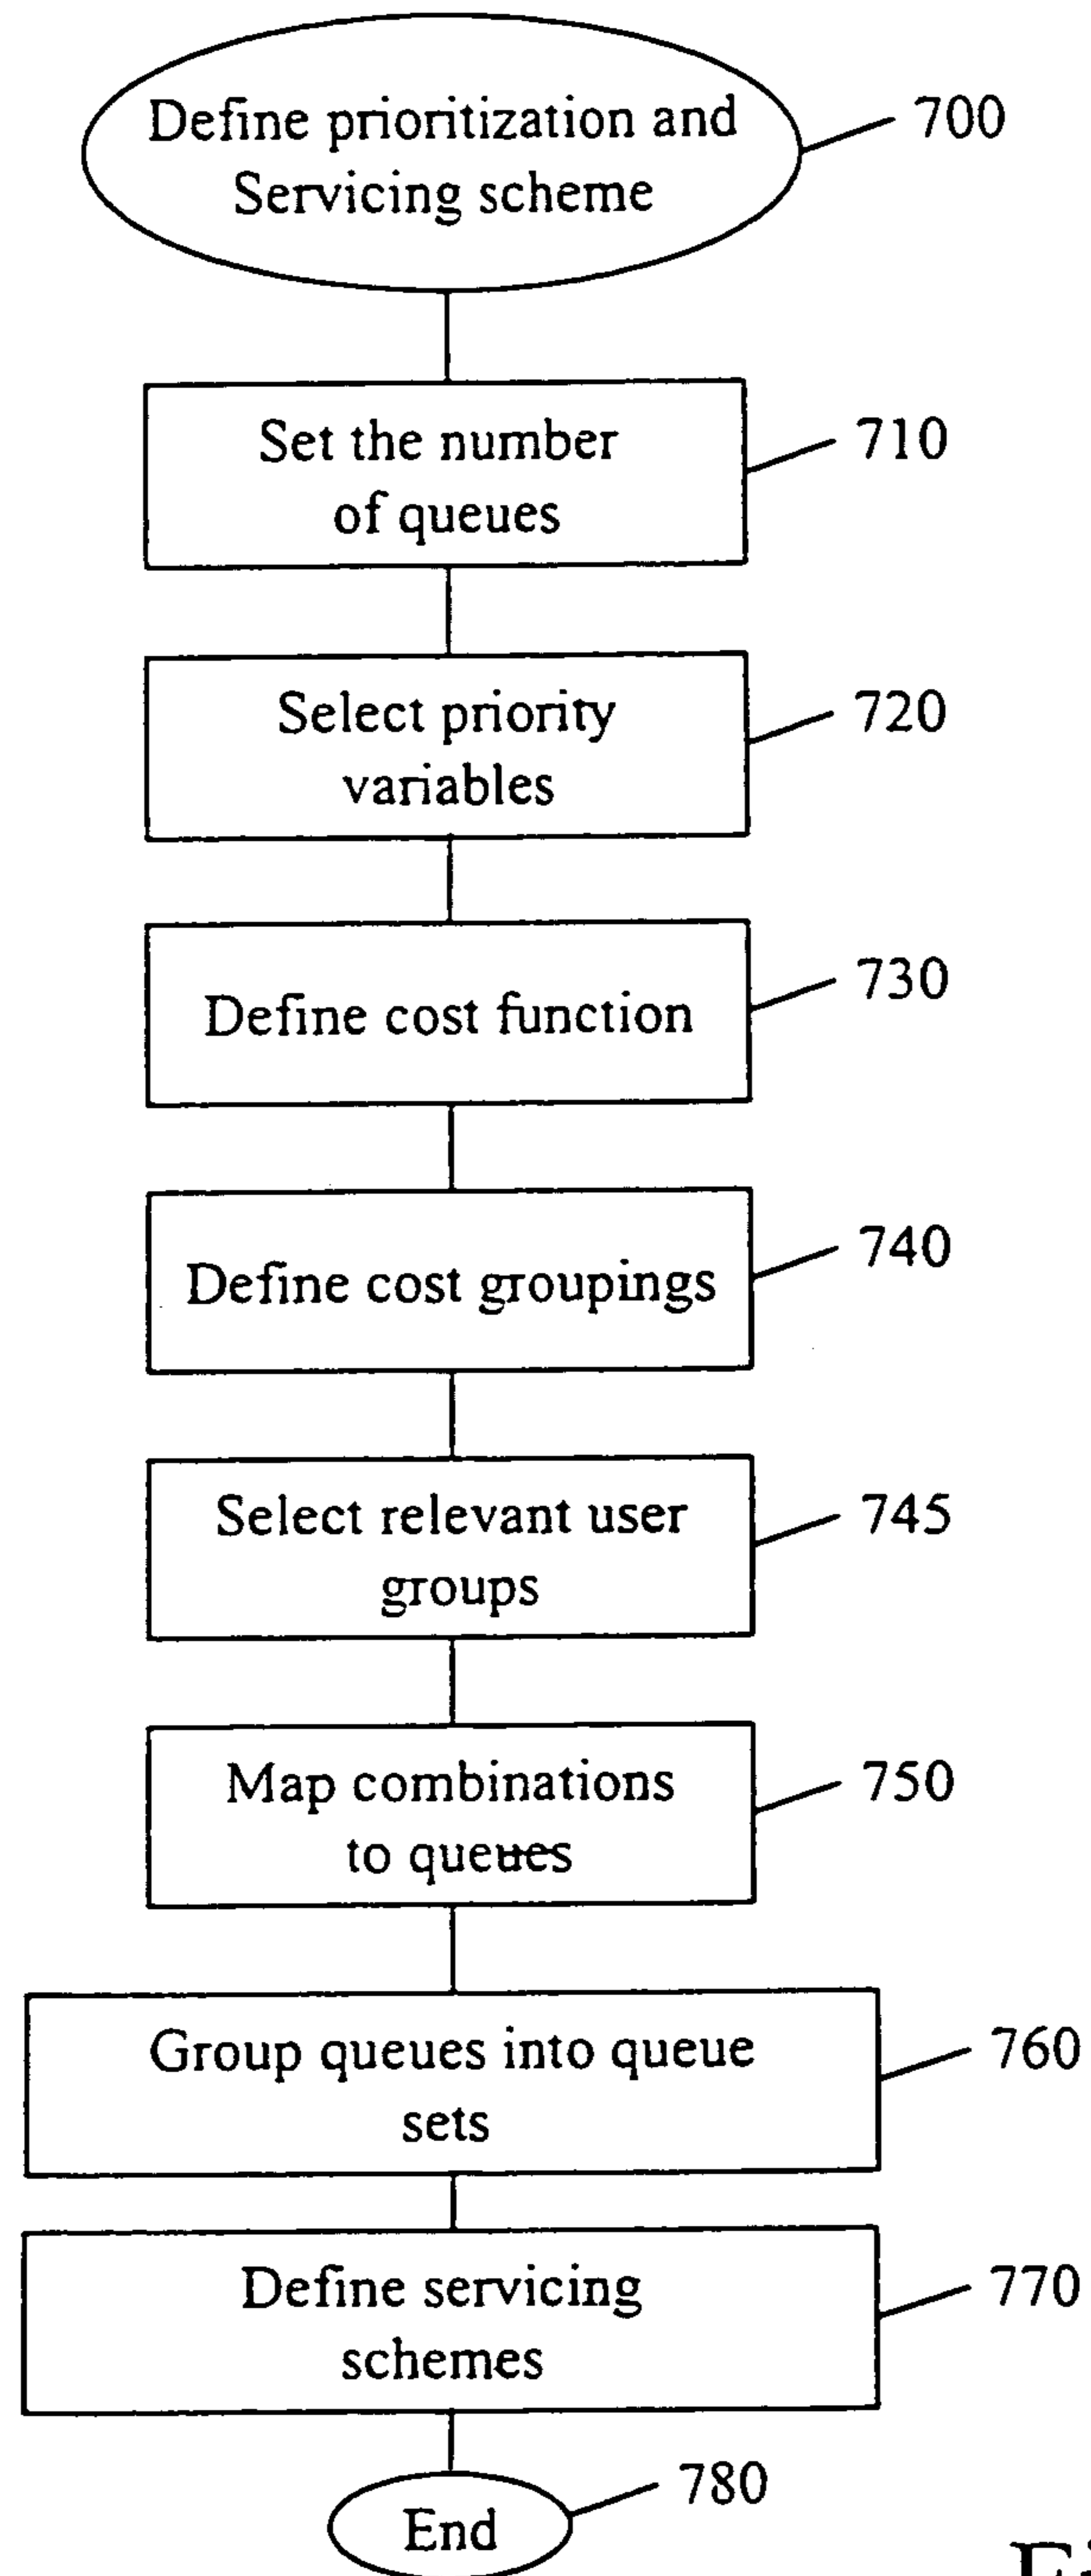 Define prioritization and
Servicing scheme
700
Set the number
of queues
710
Select priority
variables
720
Define cost function
730
Define cost groupings
740
Select relevant user
groups
745
Map combinations
to queues
750
Group queues into queue
sets
760
Define servicing
schemes
770
End
780